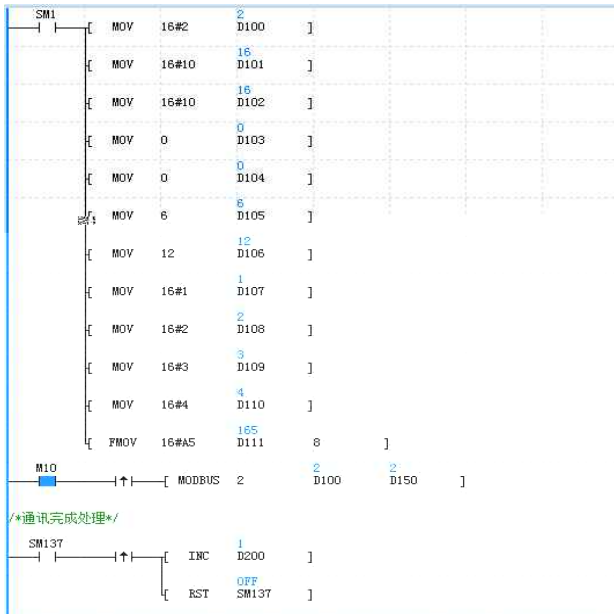 SM1 2
[ MOV 16#2 D100 ]
16
[ MOV 16#10 D101 ]
16
[ MOV 16#10 D102 ]
0
[ MOV 0 D103 ]
0
[ MOV 0 D104 ]
6
[ MOV 6 D105 ]
12
[ MOV 12 D106 ]
1
[ MOV 16#1 D107 ]
2
[ MOV 16#2 D108 ]
3
[ MOV 16#3 D109 ]
4
[ MOV 16#4 D110 ]
165
[ FMOV 16#A5 D111 8 ]
M10 2 2
[ MODBUS 2 D100 D150 ]
/*通讯完成处理*/
SM137 1
[ INC D200 ]
OFF
[ RST SM137 ]